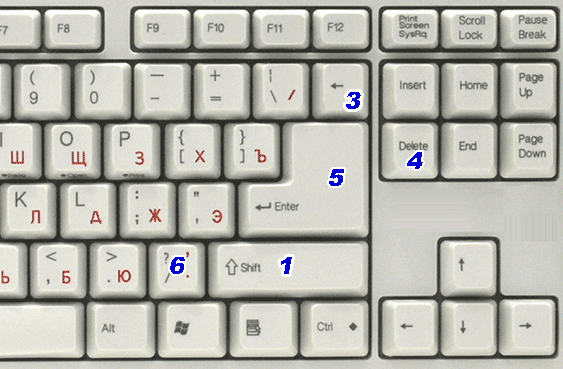 F7 F8 F9 F10 F11 F12 Print Screen SysRq Scroll Lock Pause Break
( 9 ) 0 — - + = ¦ \ / ← 3 Insert Home Page Up
Ш O Щ P З { [ Х } ] Ъ 5 Delete 4 End Page Down
K Л L Д : ; Ж " , Э ↵ Enter
Ь < , Б > . Ю ? / 6 ⇧ Shift 1 ↑
Alt Ctrl ◆ ← ↓ →